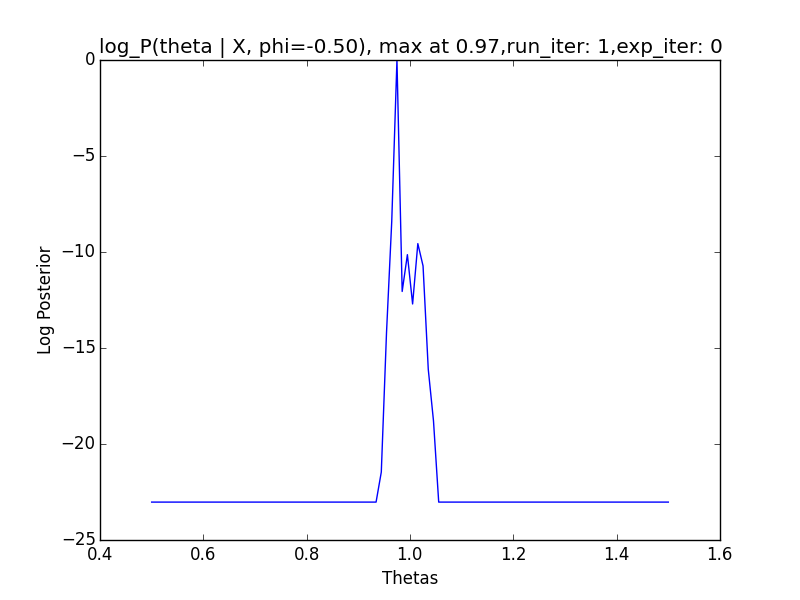 log_P(theta | X, phi=-0.50), max at 0.97,run_iter: 1,exp_iter: 0
0
−5
−10
−15
−20
−25
Log Posterior
0.4 0.6 0.8 1.0 1.2 1.4 1.6
Thetas